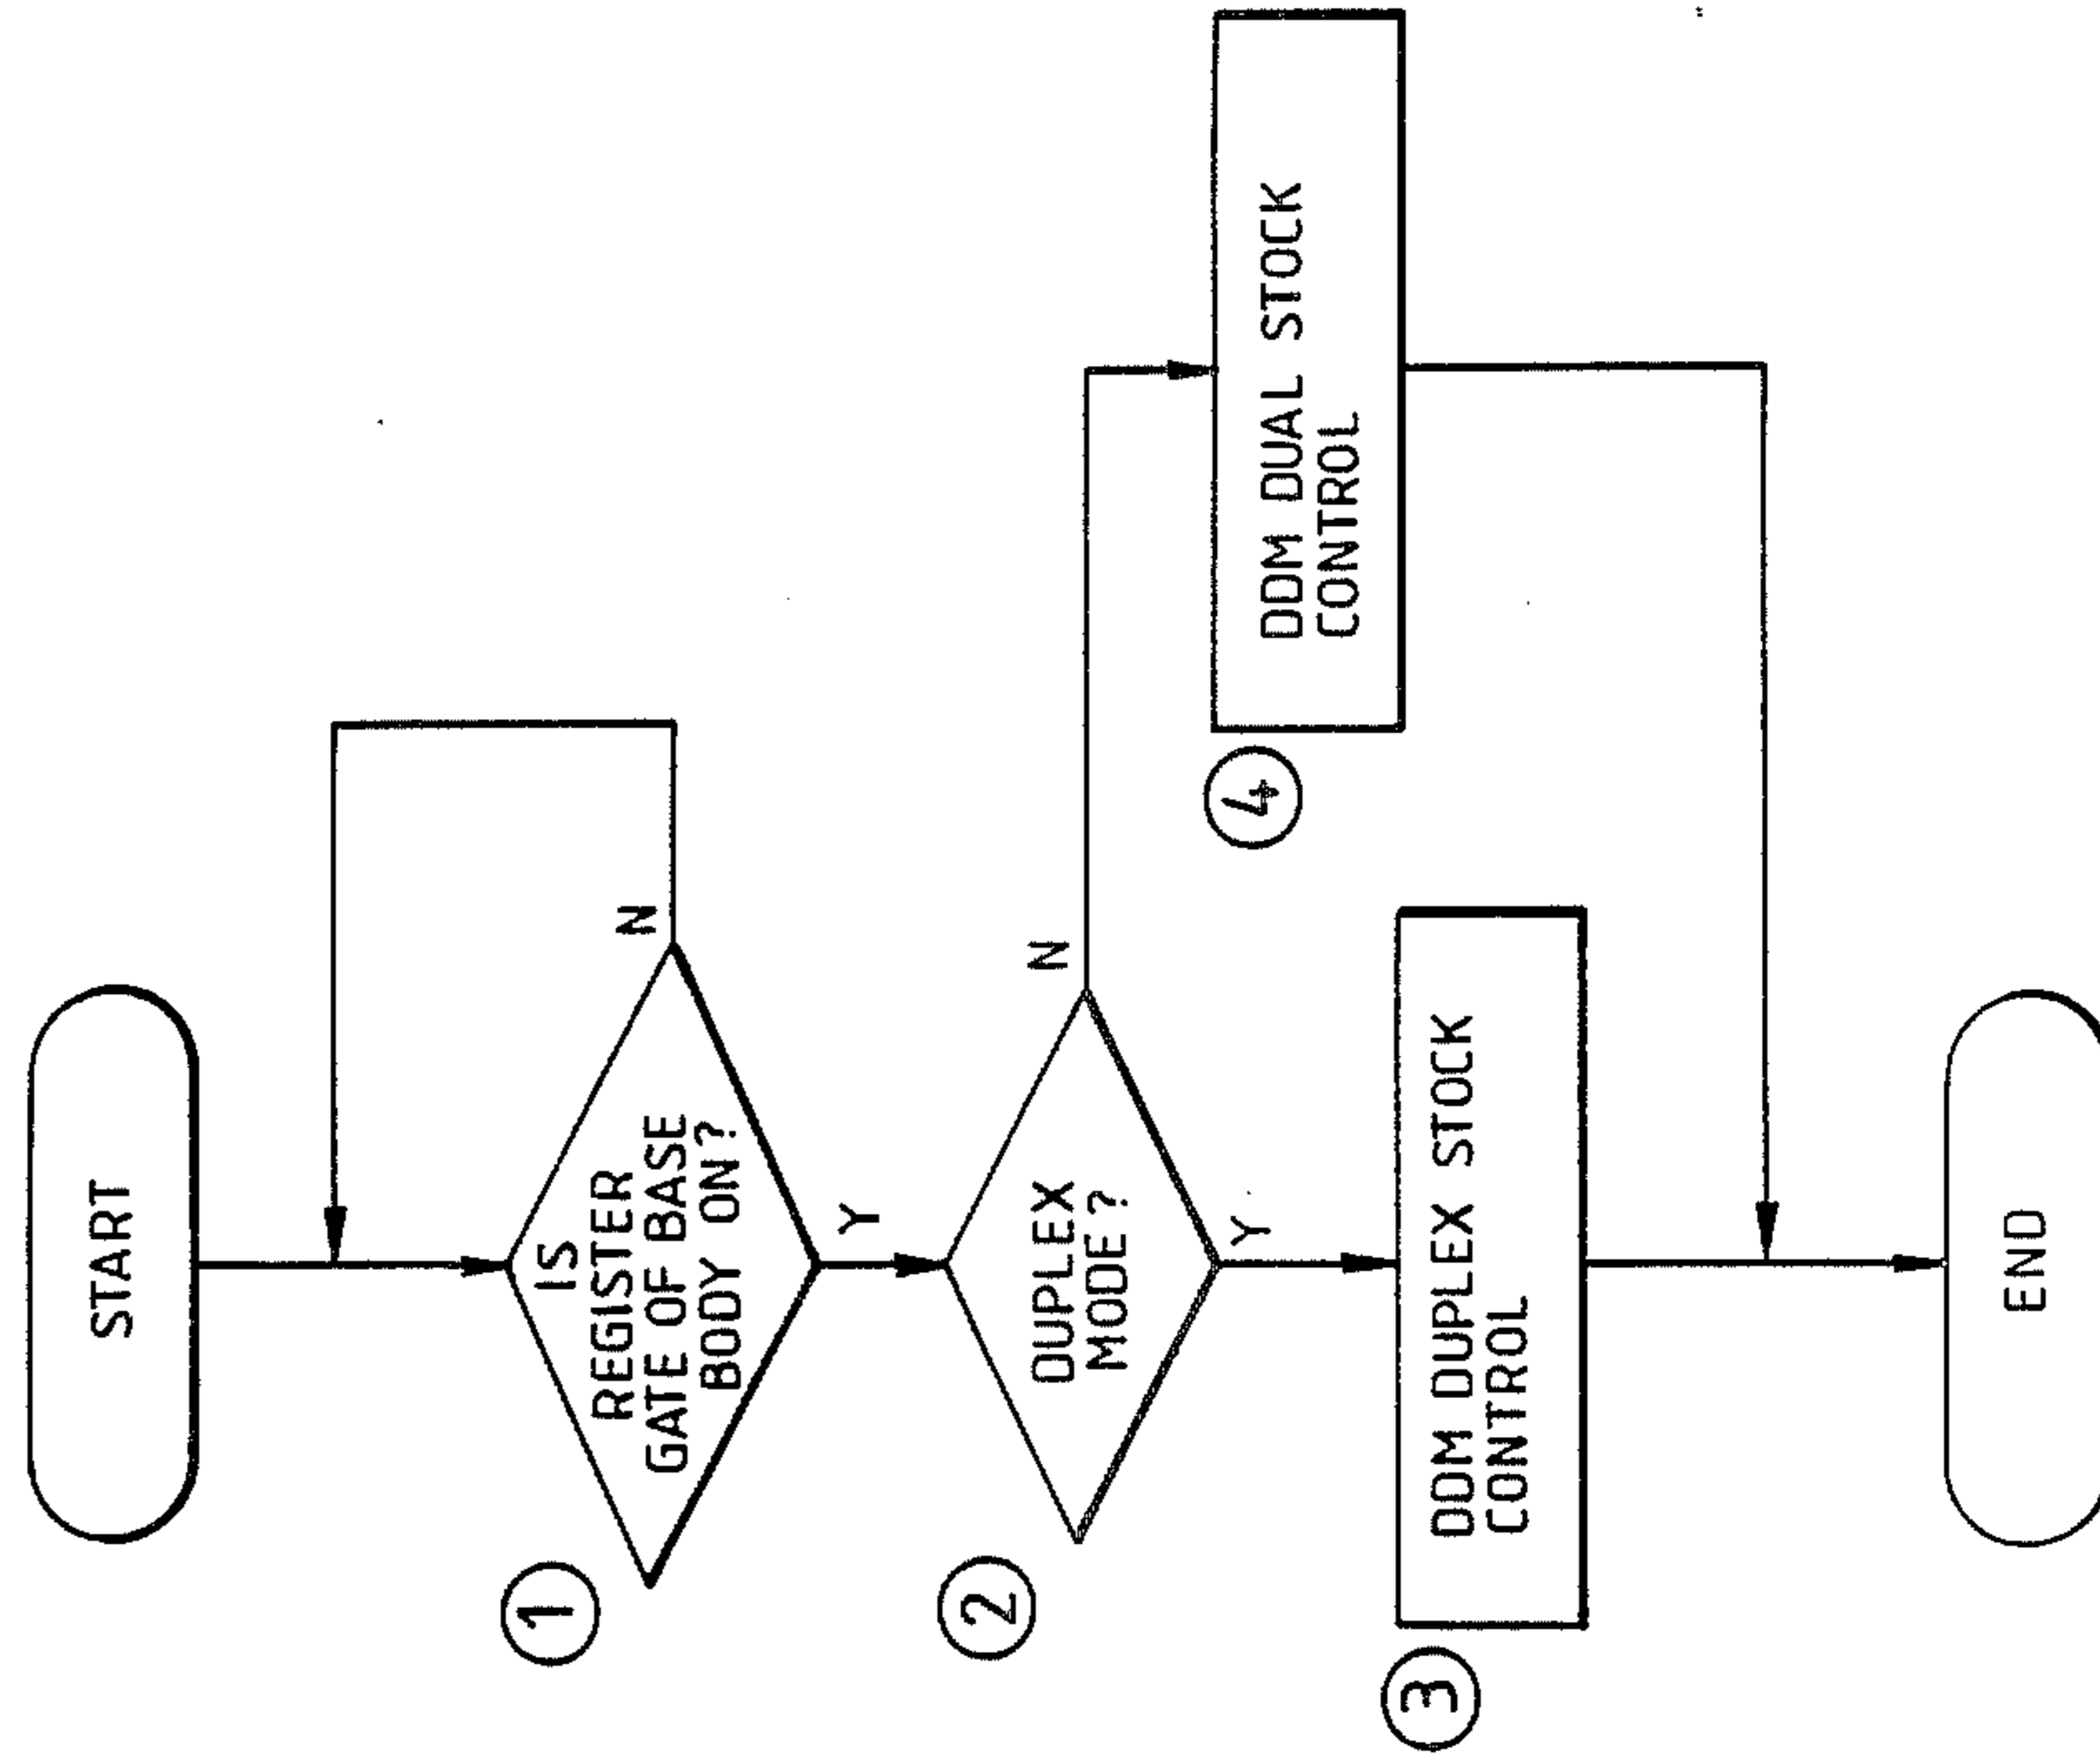 START
1
IS
REGISTER
GATE OF BASE
BODY ON?
N
Y
2
DUPLEX
MODE?
N
Y
3
DDM DUPLEX STOCK
CONTROL
4
DDM DUAL STOCK
CONTROL
END